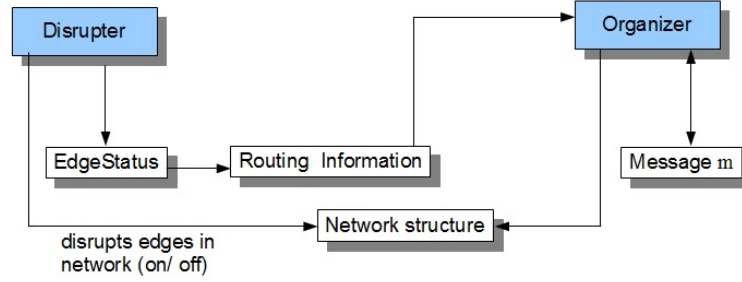 Disrupter
Organizer
EdgeStatus
Routing Information
Message m
Network structure
disrupts edges in
network (on/ off)